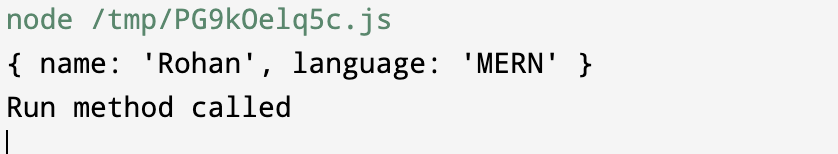 node /tmp/PG9kOelq5c.js
{ name: 'Rohan', language: 'MERN' }
Run method called